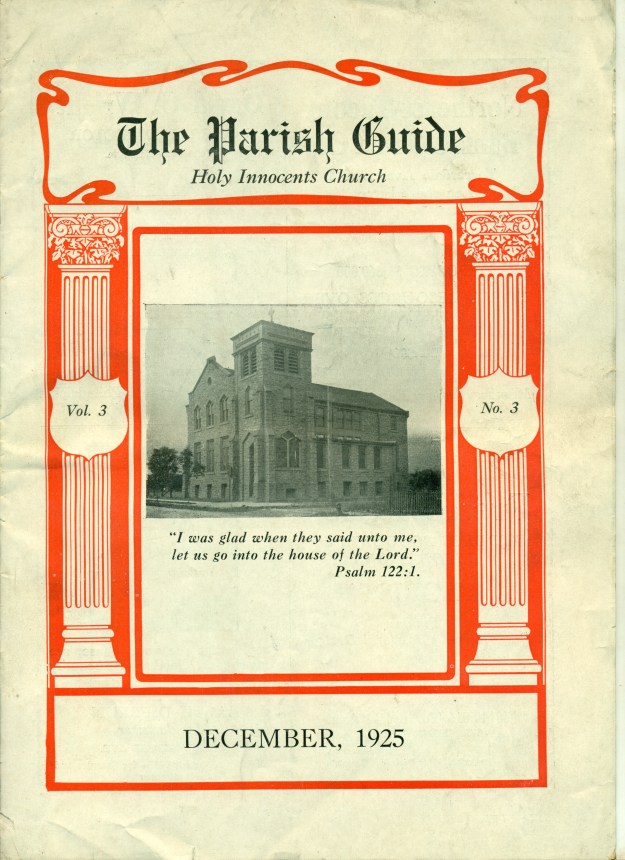 The Parish Guide
Holy Innocents Church
Vol. 3
No. 3
"I was glad when they said unto me,
let us go into the house of the Lord."
Psalm 122:1.
DECEMBER, 1925